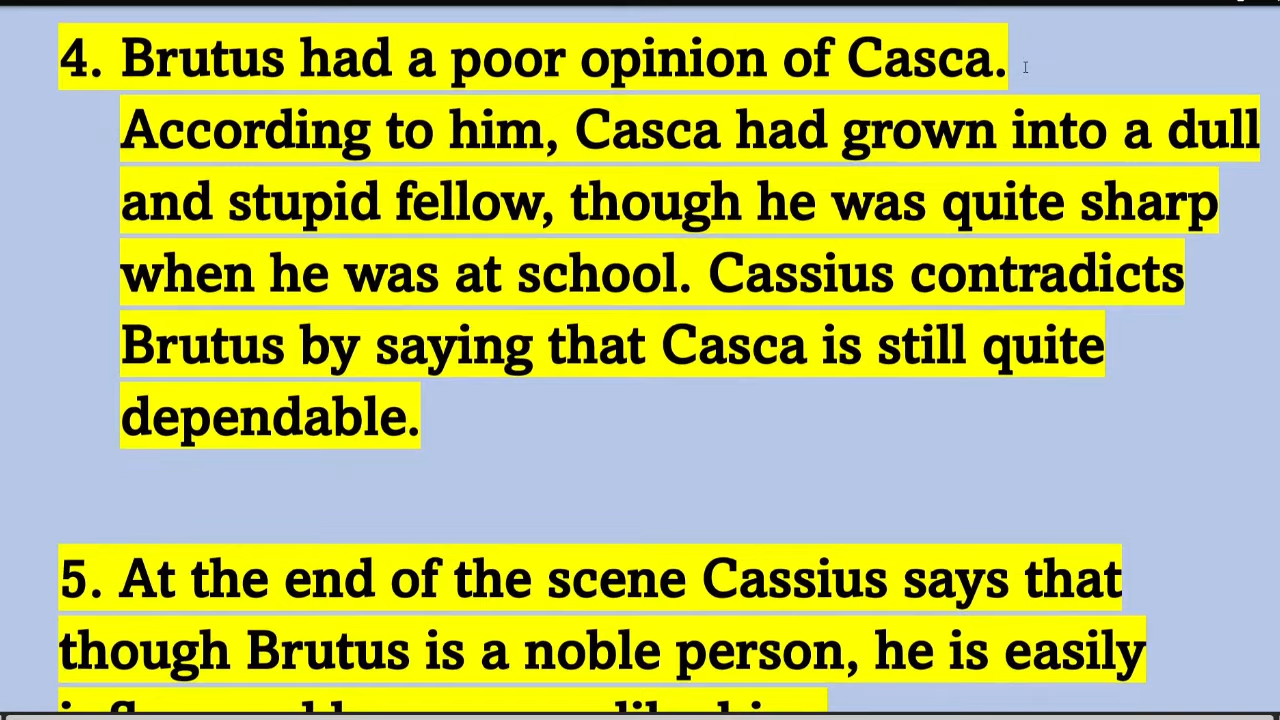 4. Brutus had a poor opinion of Casca.
According to him, Casca had grown into a dull
and stupid fellow, though he was quite sharp
when he was at school. Cassius contradicts
Brutus by saying that Casca is still quite
dependable.
5. At the end of the scene Cassius says that
though Brutus is a noble person, he is easily